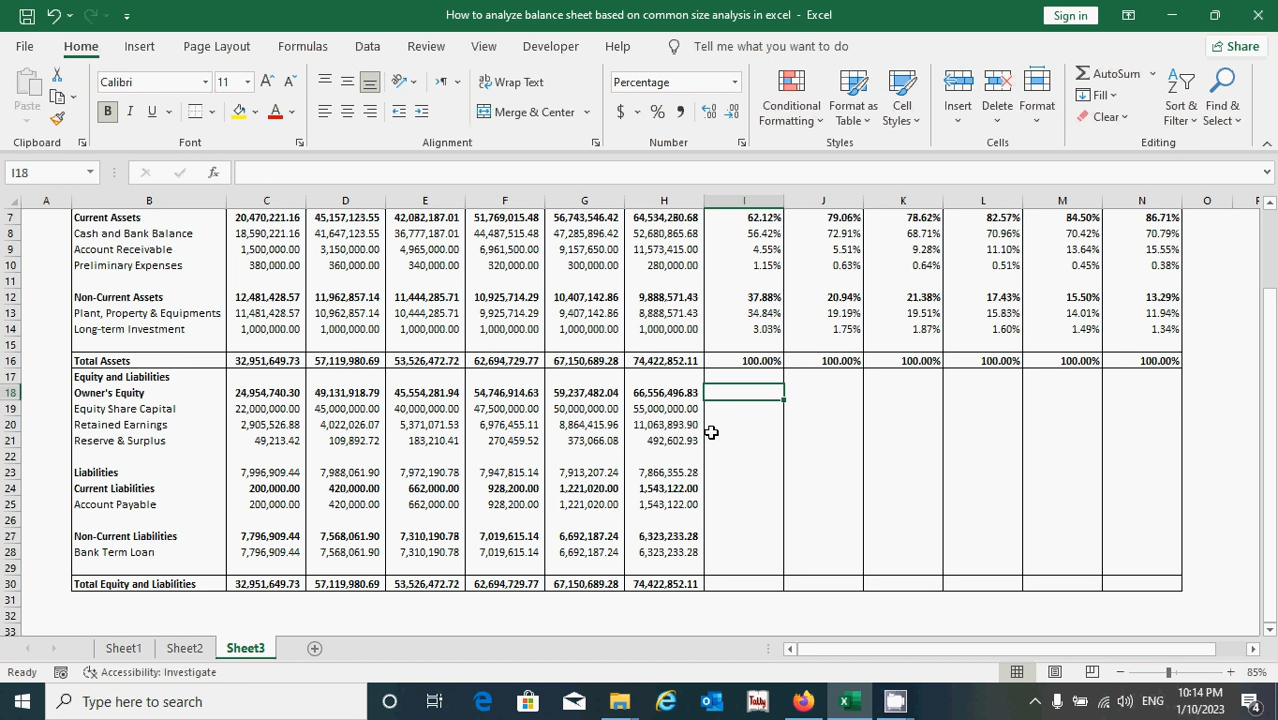 How to analyze balance sheet based on common size analysis in excel - Excel
Sign in
File Home Insert Page Layout Formulas Data Review View Developer Help Tell me what you want to do Share
Paste
Calibri 11
Wrap Text
Merge & Center
Percentage
Conditional Formatting
Format as Table
Cell Styles
Insert Delete Format
AutoSum
Fill
Clear
Sort & Filter
Find & Select
Clipboard Font Alignment Number Styles Cells Editing
I18
A B C D E F G H I J K L M N O P
7 Current Assets 20,470,221.16 45,157,123.55 42,082,187.01 51,769,015.48 56,743,546.42 64,534,280.68 62.12% 79.06% 78.62% 82.57% 84.50% 86.71%
8 Cash and Bank Balance 18,590,221.16 41,647,123.55 36,777,187.01 44,487,515.48 47,285,896.42 52,680,865.68 56.42% 72.91% 68.71% 70.96% 70.42% 70.79%
9 Account Receivable 1,500,000.00 3,150,000.00 4,965,000.00 6,961,500.00 9,157,650.00 11,573,415.00 4.55% 5.51% 9.28% 11.10% 13.64% 15.55%
10 Preliminary Expenses 380,000.00 360,000.00 340,000.00 320,000.00 300,000.00 280,000.00 1.15% 0.63% 0.64% 0.51% 0.45% 0.38%
11
12 Non-Current Assets 12,481,428.57 11,962,857.14 11,444,285.71 10,925,714.29 10,407,142.86 9,888,571.43 37.88% 20.94% 21.38% 17.43% 15.50% 13.29%
13 Plant, Property & Equipments 11,481,428.57 10,962,857.14 10,444,285.71 9,925,714.29 9,407,142.86 8,888,571.43 34.84% 19.19% 19.51% 15.83% 14.01% 11.94%
14 Long-term Investment 1,000,000.00 1,000,000.00 1,000,000.00 1,000,000.00 1,000,000.00 1,000,000.00 3.03% 1.75% 1.87% 1.60% 1.49% 1.34%
15
16 Total Assets 32,951,649.73 57,119,980.69 53,526,472.72 62,694,729.77 67,150,689.28 74,422,852.11 100.00% 100.00% 100.00% 100.00% 100.00% 100.00%
17 Equity and Liabilities
18 Owner's Equity 24,954,740.30 49,131,918.79 45,554,281.94 54,746,914.63 59,237,482.04 66,556,496.83
19 Equity Share Capital 22,000,000.00 45,000,000.00 40,000,000.00 47,500,000.00 50,000,000.00 55,000,000.00
20 Retained Earnings 2,905,526.88 4,022,026.07 5,371,071.53 6,976,455.11 8,864,415.96 11,063,893.90
21 Reserve & Surplus 49,213.42 109,892.72 183,210.41 270,459.52 373,066.08 492,602.93
22
23 Liabilities 7,996,909.44 7,988,061.90 7,972,190.78 7,947,815.14 7,913,207.24 7,866,355.28
24 Current Liabilities 200,000.00 420,000.00 662,000.00 928,200.00 1,221,020.00 1,543,122.00
25 Account Payable 200,000.00 420,000.00 662,000.00 928,200.00 1,221,020.00 1,543,122.00
26
27 Non-Current Liabilities 7,796,909.44 7,568,061.90 7,310,190.78 7,019,615.14 6,692,187.24 6,323,233.28
28 Bank Term Loan 7,796,909.44 7,568,061.90 7,310,190.78 7,019,615.14 6,692,187.24 6,323,233.28
29
30 Total Equity and Liabilities 32,951,649.73 57,119,980.69 53,526,472.72 62,694,729.77 67,150,689.28 74,422,852.11
31
32
33
Sheet1 Sheet2 Sheet3
Ready Accessibility: Investigate 85%
Type here to search
Tally
ENG
10:14 PM
1/10/2023
4